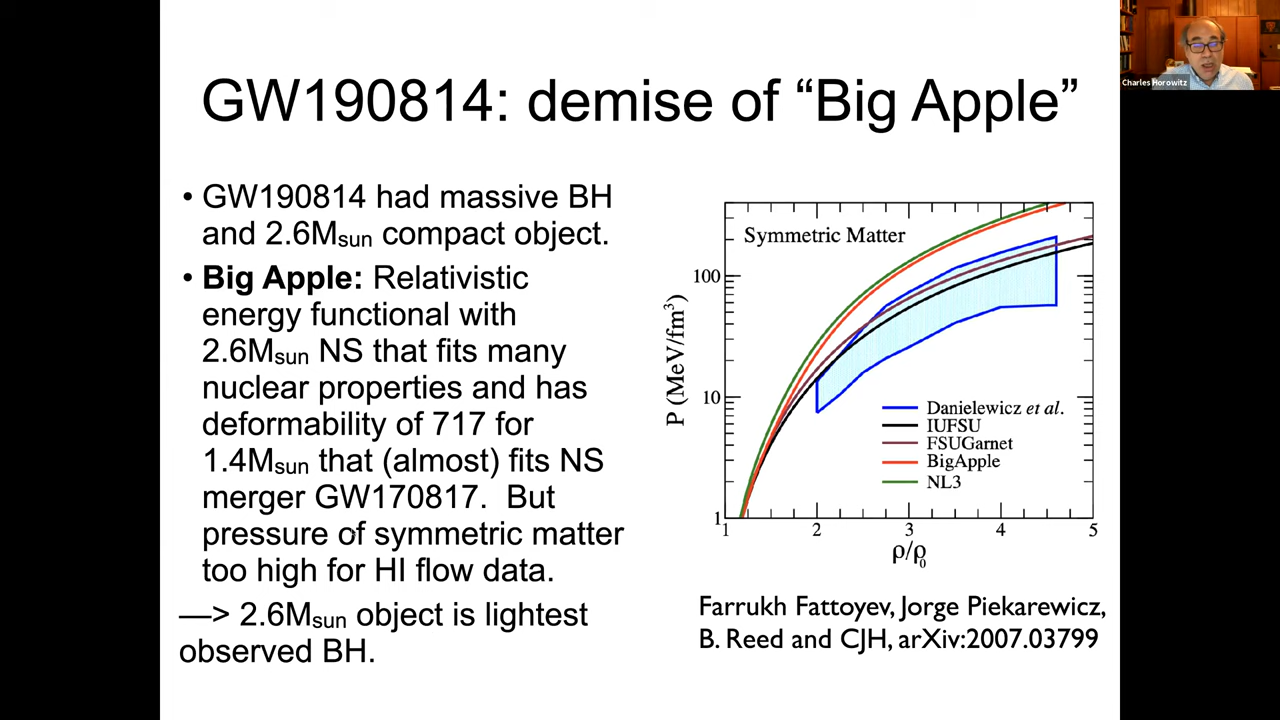 Charles Horowitz
GW190814: demise of “Big Apple”
• GW190814 had massive BH
and 2.6Msun compact object.
• Big Apple: Relativistic
energy functional with
2.6Msun NS that fits many
nuclear properties and has
deformability of 717 for
1.4Msun that (almost) fits NS
merger GW170817. But
pressure of symmetric matter
too high for HI flow data.
—> 2.6Msun object is lightest
observed BH.
Symmetric Matter
P (MeV/fm³)
100
10
1
Danielewicz et al.
IUFSU
FSUGarnet
BigApple
NL3
1 2 3 4 5
ρ/ρ₀
Farrukh Fattoyev, Jorge Piekarewicz,
B. Reed and CJH, arXiv:2007.03799